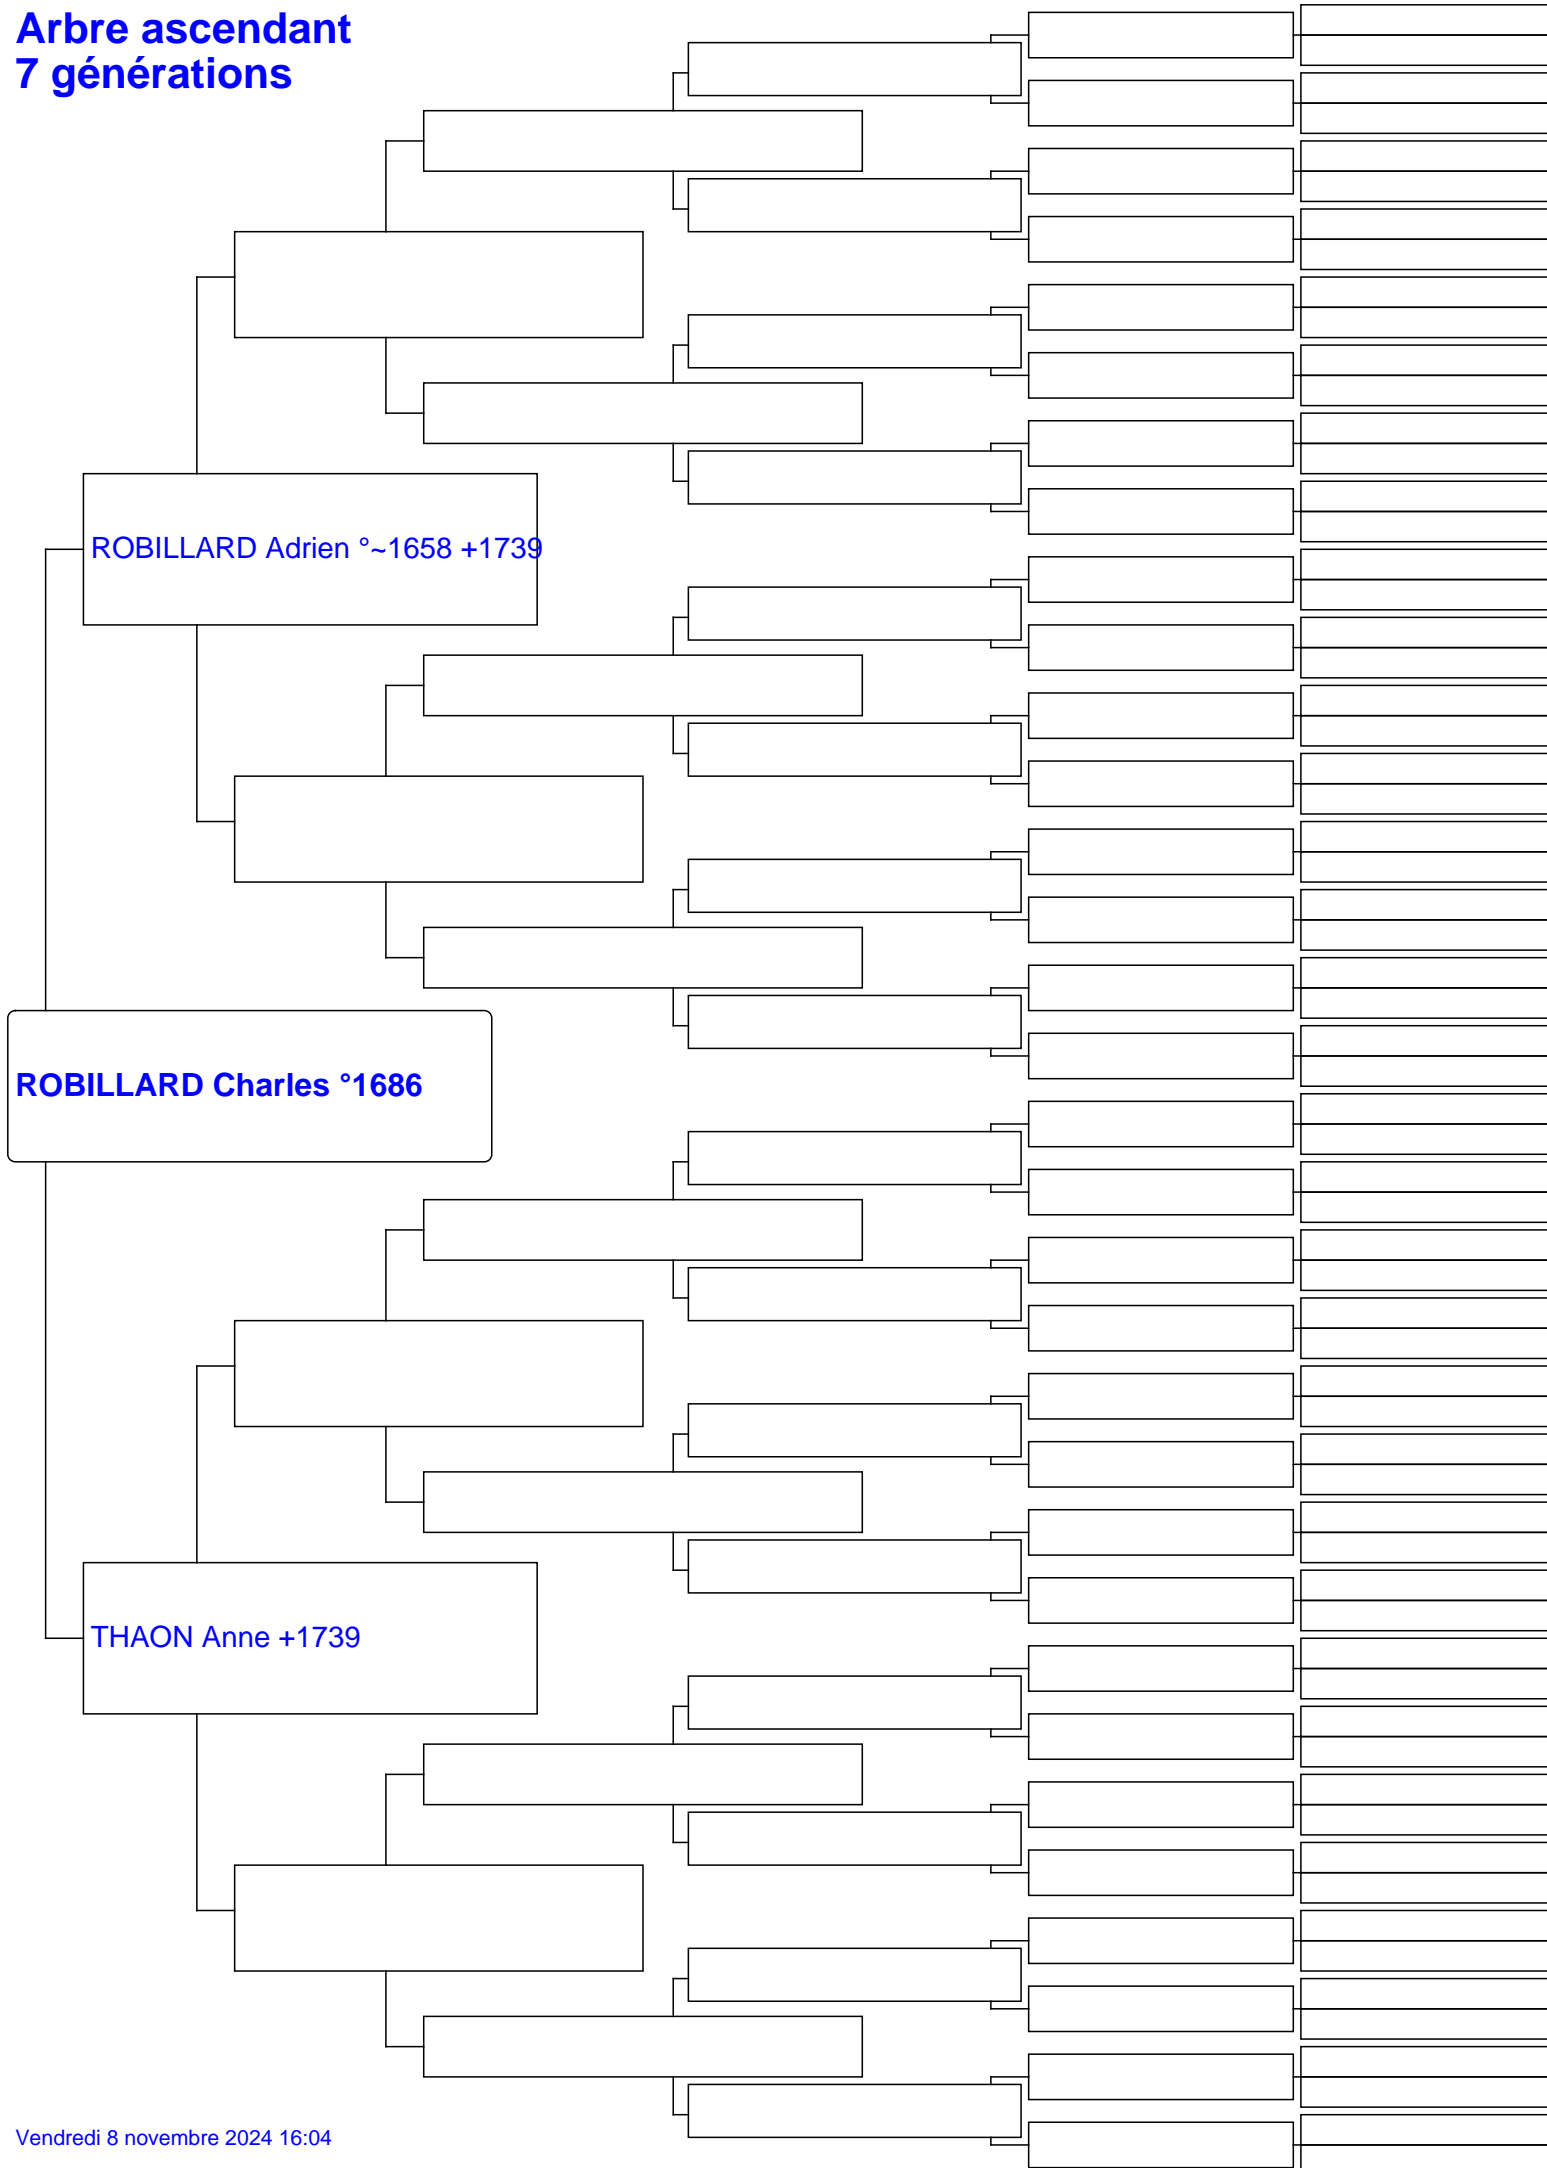 Arbre ascendant
7 générations
ROBILLARD Adrien °~1658 +1739
ROBILLARD Charles °1686
THAON Anne +1739
Vendredi 8 novembre 2024 16:04